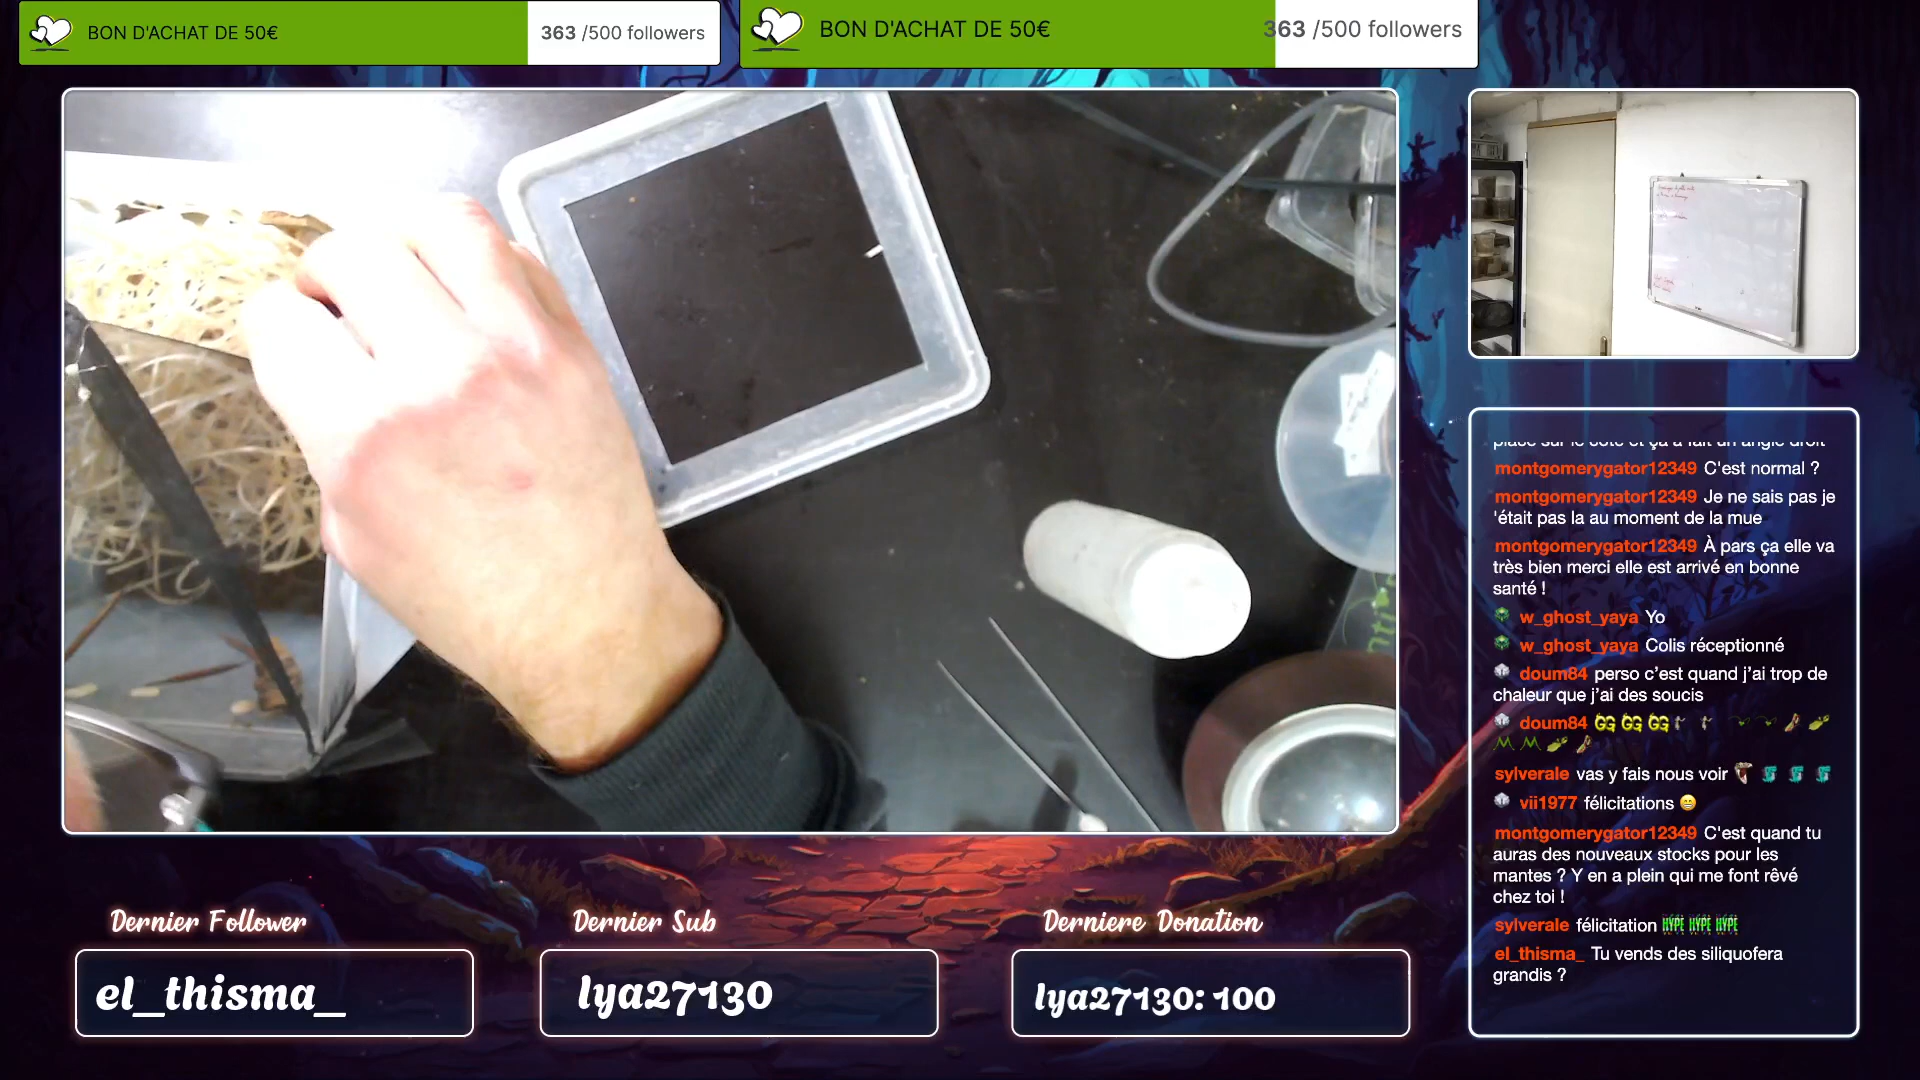 BON D'ACHAT DE 50€
363 /500 followers
BON D'ACHAT DE 50€
363 /500 followers
montgomerygator12349 C'est normal ?
montgomerygator12349 Je ne sais pas je
'était pas la au moment de la mue
montgomerygator12349 À pars ça elle va
très bien merci elle est arrivé en bonne
santé !
w_ghost_yaya Yo
w_ghost_yaya Colis réceptionné
doum84 perso c’est quand j’ai trop de
chaleur que j’ai des soucis
doum84 GG GG GG
sylverale vas y fais nous voir
vii1977 félicitations 😁
montgomerygator12349 C'est quand tu
auras des nouveaux stocks pour les
mantes ? Y en a plein qui me font rêvé
chez toi !
sylverale félicitation HYPE HYPE HYPE
el_thisma_ Tu vends des siliquofera
grandis ?
Dernier Follower
el_thisma_
Dernier Sub
lya27130
Derniere Donation
lya27130: 100